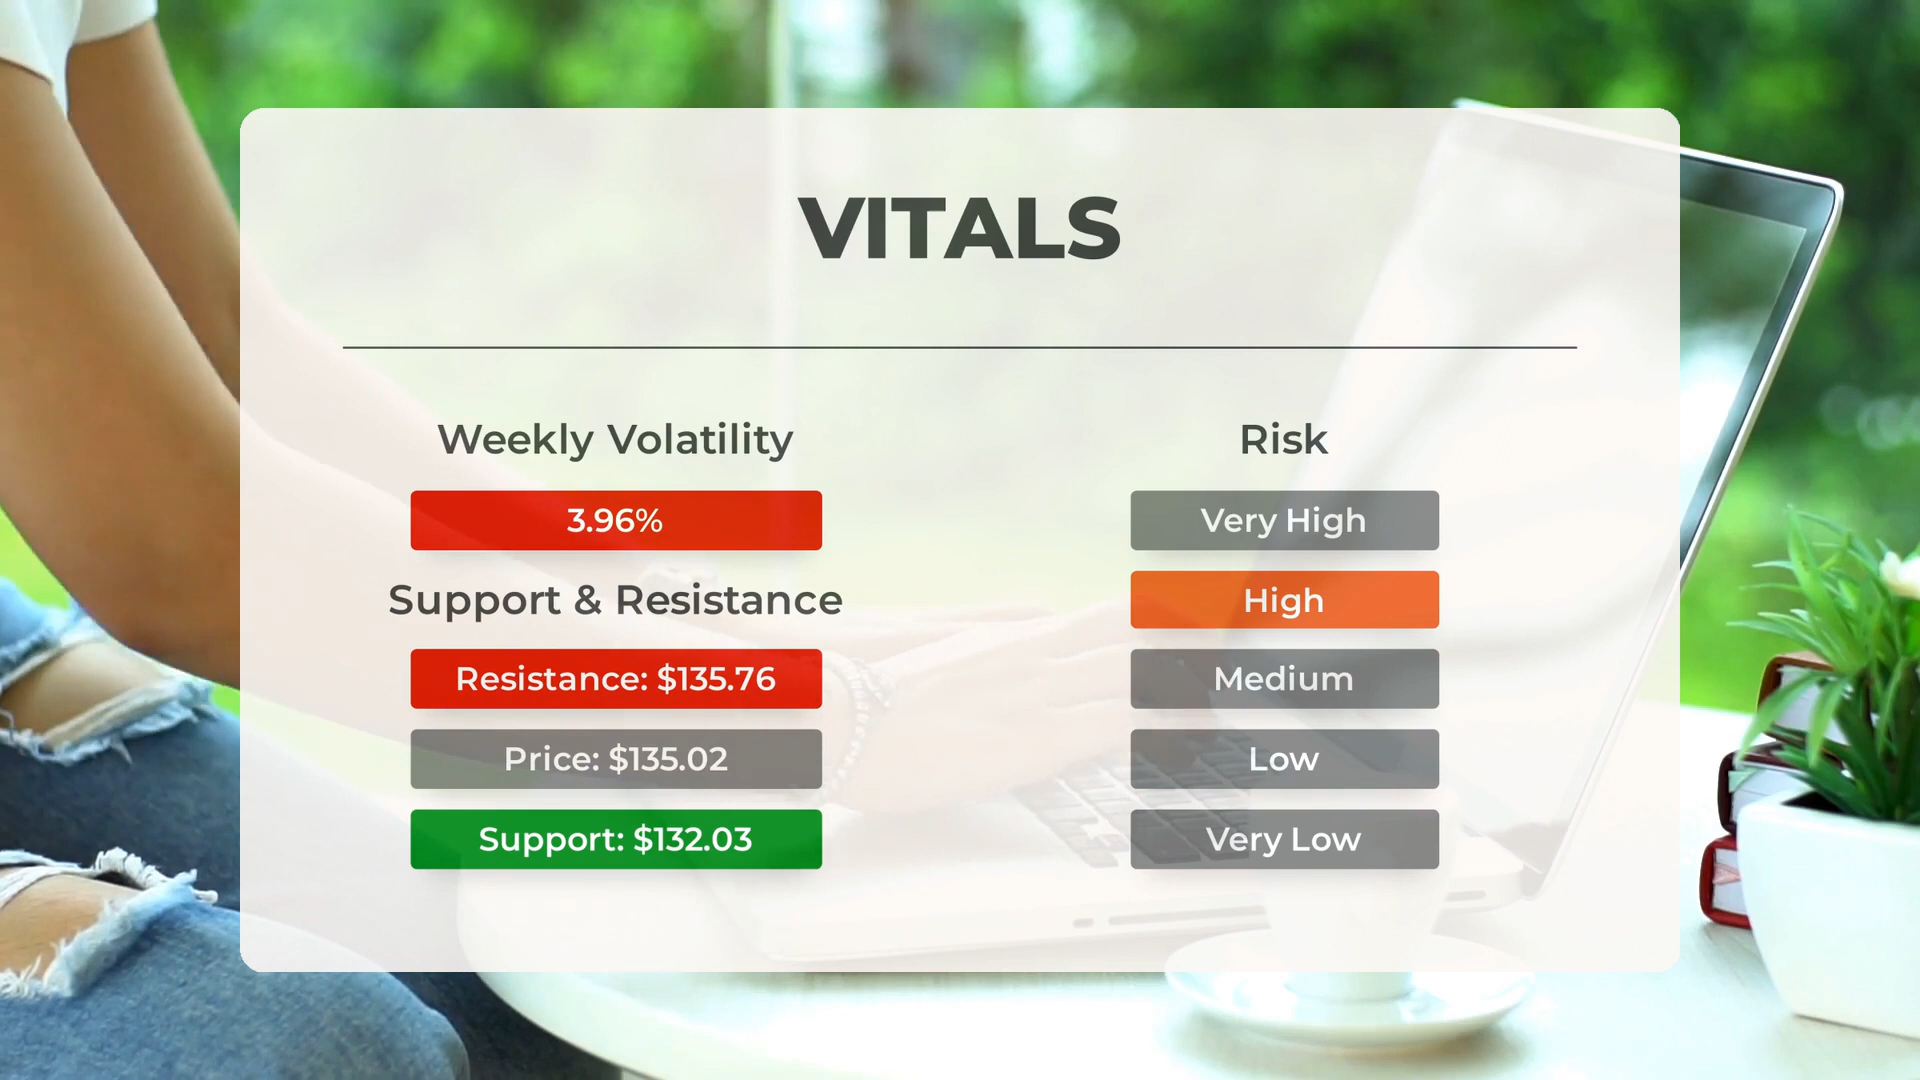 VITALS
Weekly Volatility
3.96%
Support & Resistance
Resistance: $135.76
Price: $135.02
Support: $132.03
Risk
Very High
High
Medium
Low
Very Low